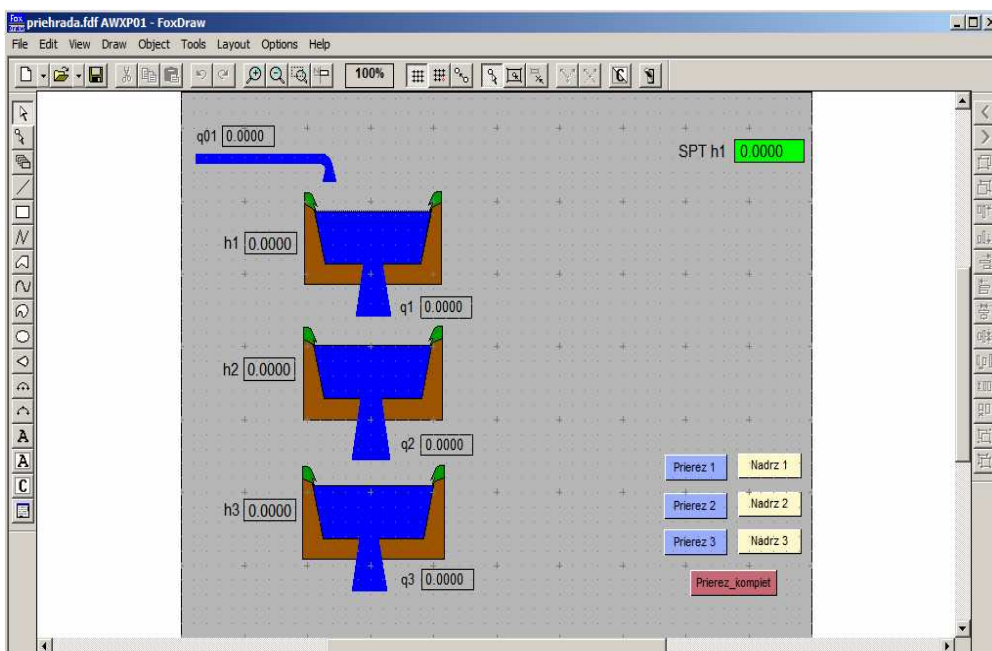 Fox
priehrada.fdf AWXP01 - FoxDraw
File Edit View Draw Object Tools Layout Options Help
100%
q01 0.0000
SPT h1 0.0000
h1 0.0000
q1 0.0000
h2 0.0000
q2 0.0000
Prierez 1 Nadrz 1
Prierez 2 Nadrz 2
h3 0.0000
Prierez 3 Nadrz 3
q3 0.0000
Prierez_komplet
A
A
C